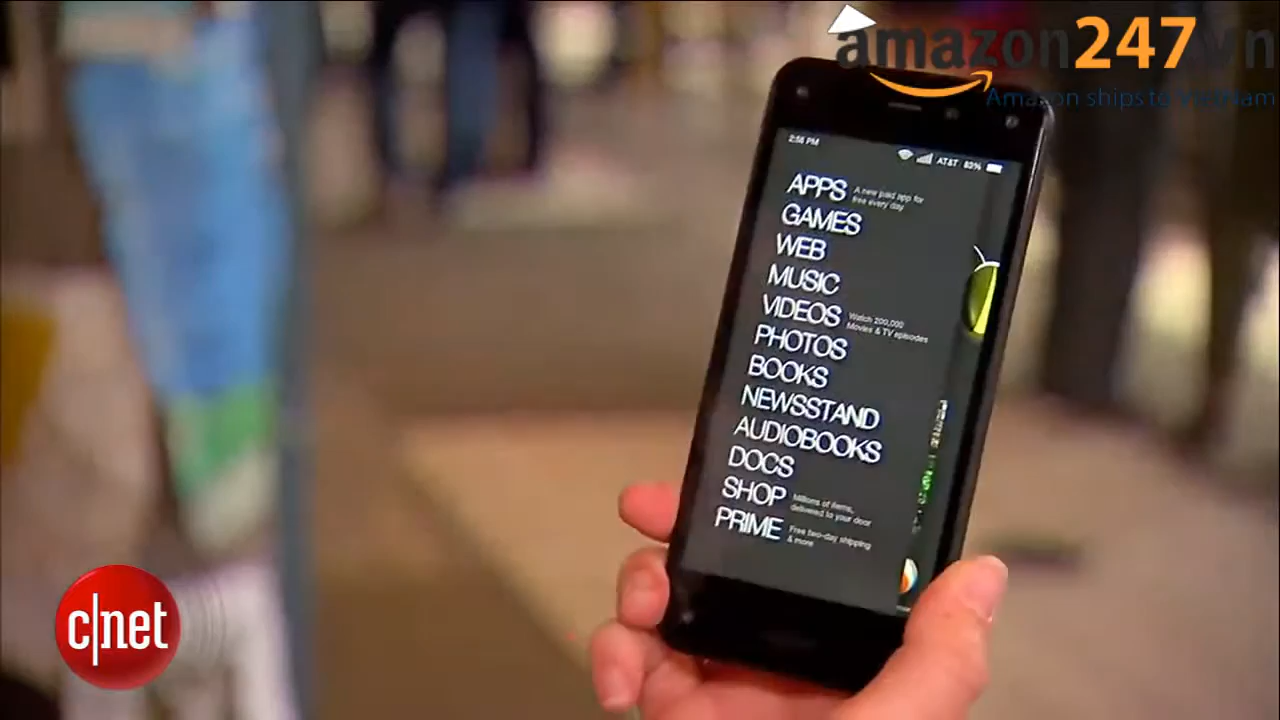 amazon247.vn
Amazon ships to Vietnam
2:56 PM AT&T 83%
APPS A new paid app for
free every day
GAMES
WEB
MUSIC
VIDEOS Watch 200,000
Movies & TV episodes
PHOTOS
BOOKS
NEWSSTAND
AUDIOBOOKS
DOCS
SHOP Millions of items,
delivered to your door
PRIME Free two-day shipping
& more
c|net